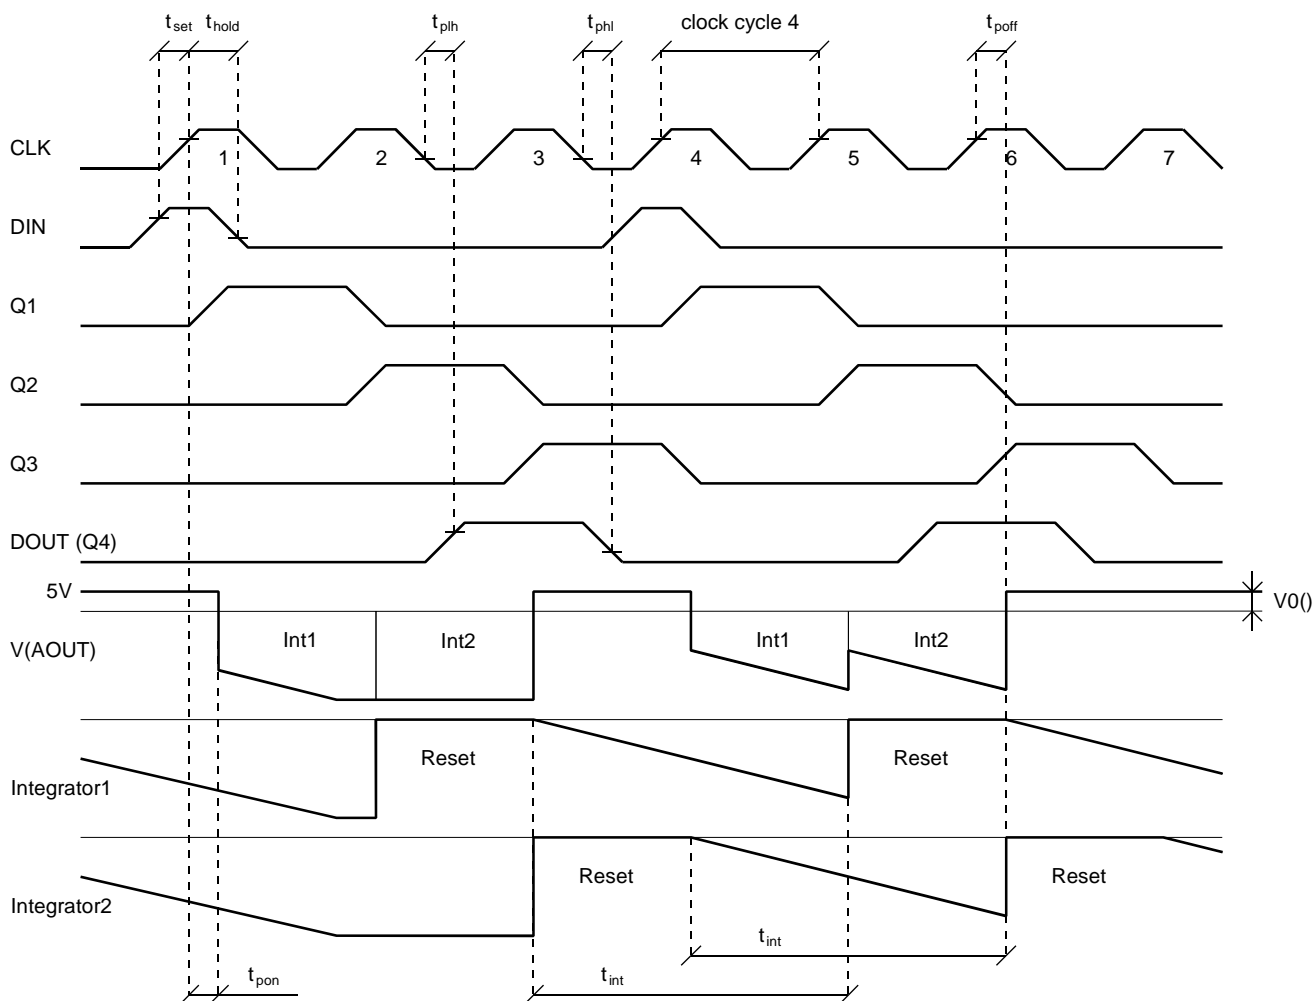 tset thold tplh tphl clock cycle 4 tpoff
CLK 1 2 3 4 5 6 7
DIN
Q1
Q2
Q3
DOUT (Q4)
5V
V0()
V(AOUT) Int1 Int2 Int1 Int2
Reset Reset
Integrator1
Reset Reset
Integrator2
tint
tpon tint